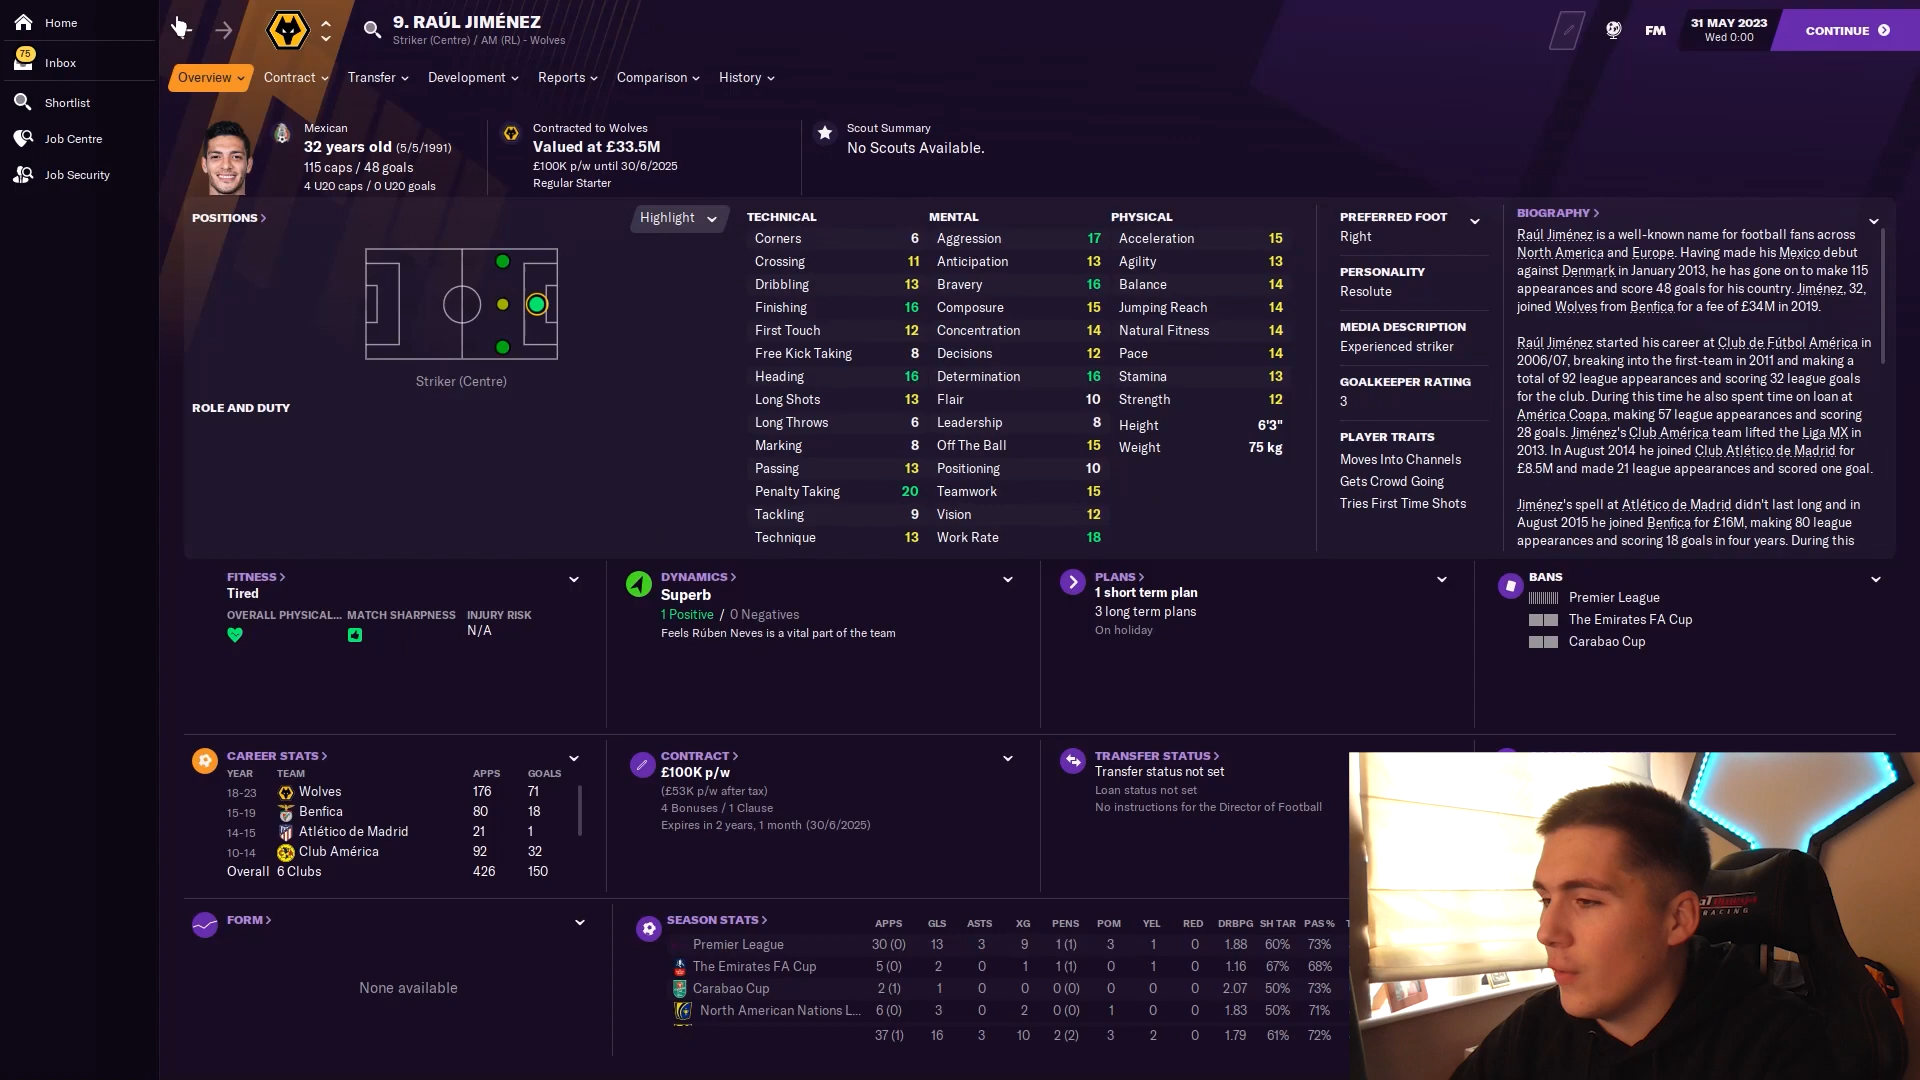 Home
75
Inbox
Shortlist
Job Centre
Job Security
9. RAÚL JIMÉNEZ
Striker (Centre) / AM (RL) - Wolves
FM
31 MAY 2023
Wed 0:00
CONTINUE
Overview
Contract
Transfer
Development
Reports
Comparison
History
Mexican
32 years old (5/5/1991)
115 caps / 48 goals
4 U20 caps / 0 U20 goals
Contracted to Wolves
Valued at £33.5M
£100K p/w until 30/6/2025
Regular Starter
Scout Summary
No Scouts Available.
POSITIONS
Highlight
Striker (Centre)
ROLE AND DUTY
TECHNICAL
Corners 6
Crossing 11
Dribbling 13
Finishing 16
First Touch 12
Free Kick Taking 8
Heading 16
Long Shots 13
Long Throws 6
Marking 8
Passing 13
Penalty Taking 20
Tackling 9
Technique 13
MENTAL
Aggression 17
Anticipation 13
Bravery 16
Composure 15
Concentration 14
Decisions 12
Determination 16
Flair 10
Leadership 8
Off The Ball 15
Positioning 10
Teamwork 15
Vision 12
Work Rate 18
PHYSICAL
Acceleration 15
Agility 13
Balance 14
Jumping Reach 14
Natural Fitness 14
Pace 14
Stamina 13
Strength 12
Height 6'3"
Weight 75 kg
PREFERRED FOOT
Right
PERSONALITY
Resolute
MEDIA DESCRIPTION
Experienced striker
GOALKEEPER RATING
3
PLAYER TRAITS
Moves Into Channels
Gets Crowd Going
Tries First Time Shots
BIOGRAPHY
Raúl Jiménez is a well-known name for football fans across
North America and Europe. Having made his Mexico debut
against Denmark in January 2013, he has gone on to make 115
appearances and score 48 goals for his country. Jiménez, 32,
joined Wolves from Benfica for a fee of £34M in 2019.
Raúl Jiménez started his career at Club de Fútbol América in
2006/07, breaking into the first-team in 2011 and making a
total of 92 league appearances and scoring 32 league goals
for the club. During this time he also spent time on loan at
América Coapa, making 57 league appearances and scoring
28 goals. Jiménez's Club América team lifted the Liga MX in
2013. In August 2014 he joined Club Atlético de Madrid for
£8.5M and made 21 league appearances and scored one goal.
Jiménez's spell at Atlético de Madrid didn't last long and in
August 2015 he joined Benfica for £16M, making 80 league
appearances and scoring 18 goals in four years. During this
FITNESS
Tired
OVERALL PHYSICAL... MATCH SHARPNESS INJURY RISK
N/A
DYNAMICS
Superb
1 Positive / 0 Negatives
Feels Rúben Neves is a vital part of the team
PLANS
1 short term plan
3 long term plans
On holiday
BANS
Premier League
The Emirates FA Cup
Carabao Cup
CAREER STATS
YEAR TEAM APPS GOALS
18-23 Wolves 176 71
15-19 Benfica 80 18
14-15 Atlético de Madrid 21 1
10-14 Club América 92 32
Overall 6 Clubs 426 150
CONTRACT
£100K p/w
(£53K p/w after tax)
4 Bonuses / 1 Clause
Expires in 2 years, 1 month (30/6/2025)
TRANSFER STATUS
Transfer status not set
Loan status not set
No instructions for the Director of Football
FORM
None available
SEASON STATS APPS GLS ASTS XG PENS POM YEL RED DRBPG SH TAR PAS %
Premier League 30 (0) 13 3 9 1 (1) 3 1 0 1.88 60% 73%
The Emirates FA Cup 5 (0) 2 0 1 1 (1) 0 1 0 1.16 67% 68%
Carabao Cup 2 (1) 1 0 0 0 (0) 0 0 0 2.07 50% 73%
North American Nations L... 6 (0) 3 0 2 0 (0) 1 0 0 1.83 50% 71%
37 (1) 16 3 10 2 (2) 3 2 0 1.79 61% 72%
RACING